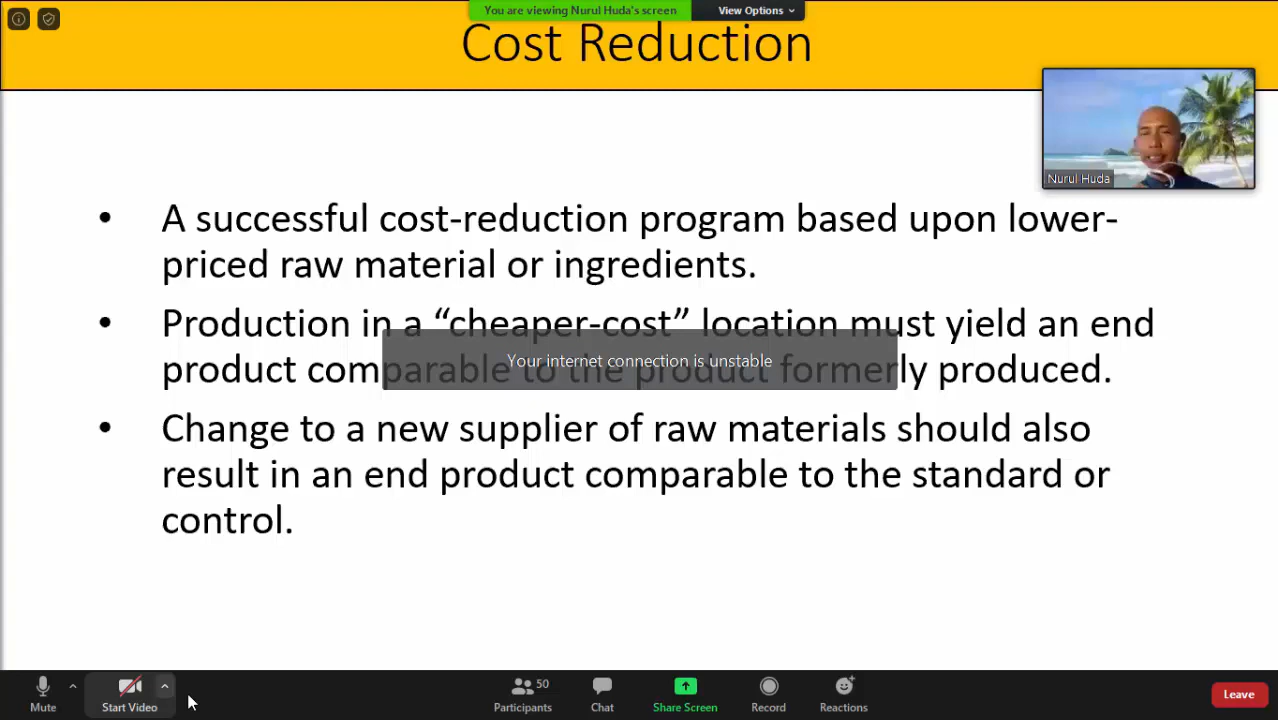 You are viewing Nurul Huda's screen
View Options
Cost Reduction
Nurul Huda
• A successful cost-reduction program based upon lower-
priced raw material or ingredients.
• Production in a “cheaper-cost” location must yield an end
product comparable to the product formerly produced.
Your internet connection is unstable
• Change to a new supplier of raw materials should also
result in an end product comparable to the standard or
control.
Mute
Start Video
50
Participants
Chat
Share Screen
Record
Reactions
Leave